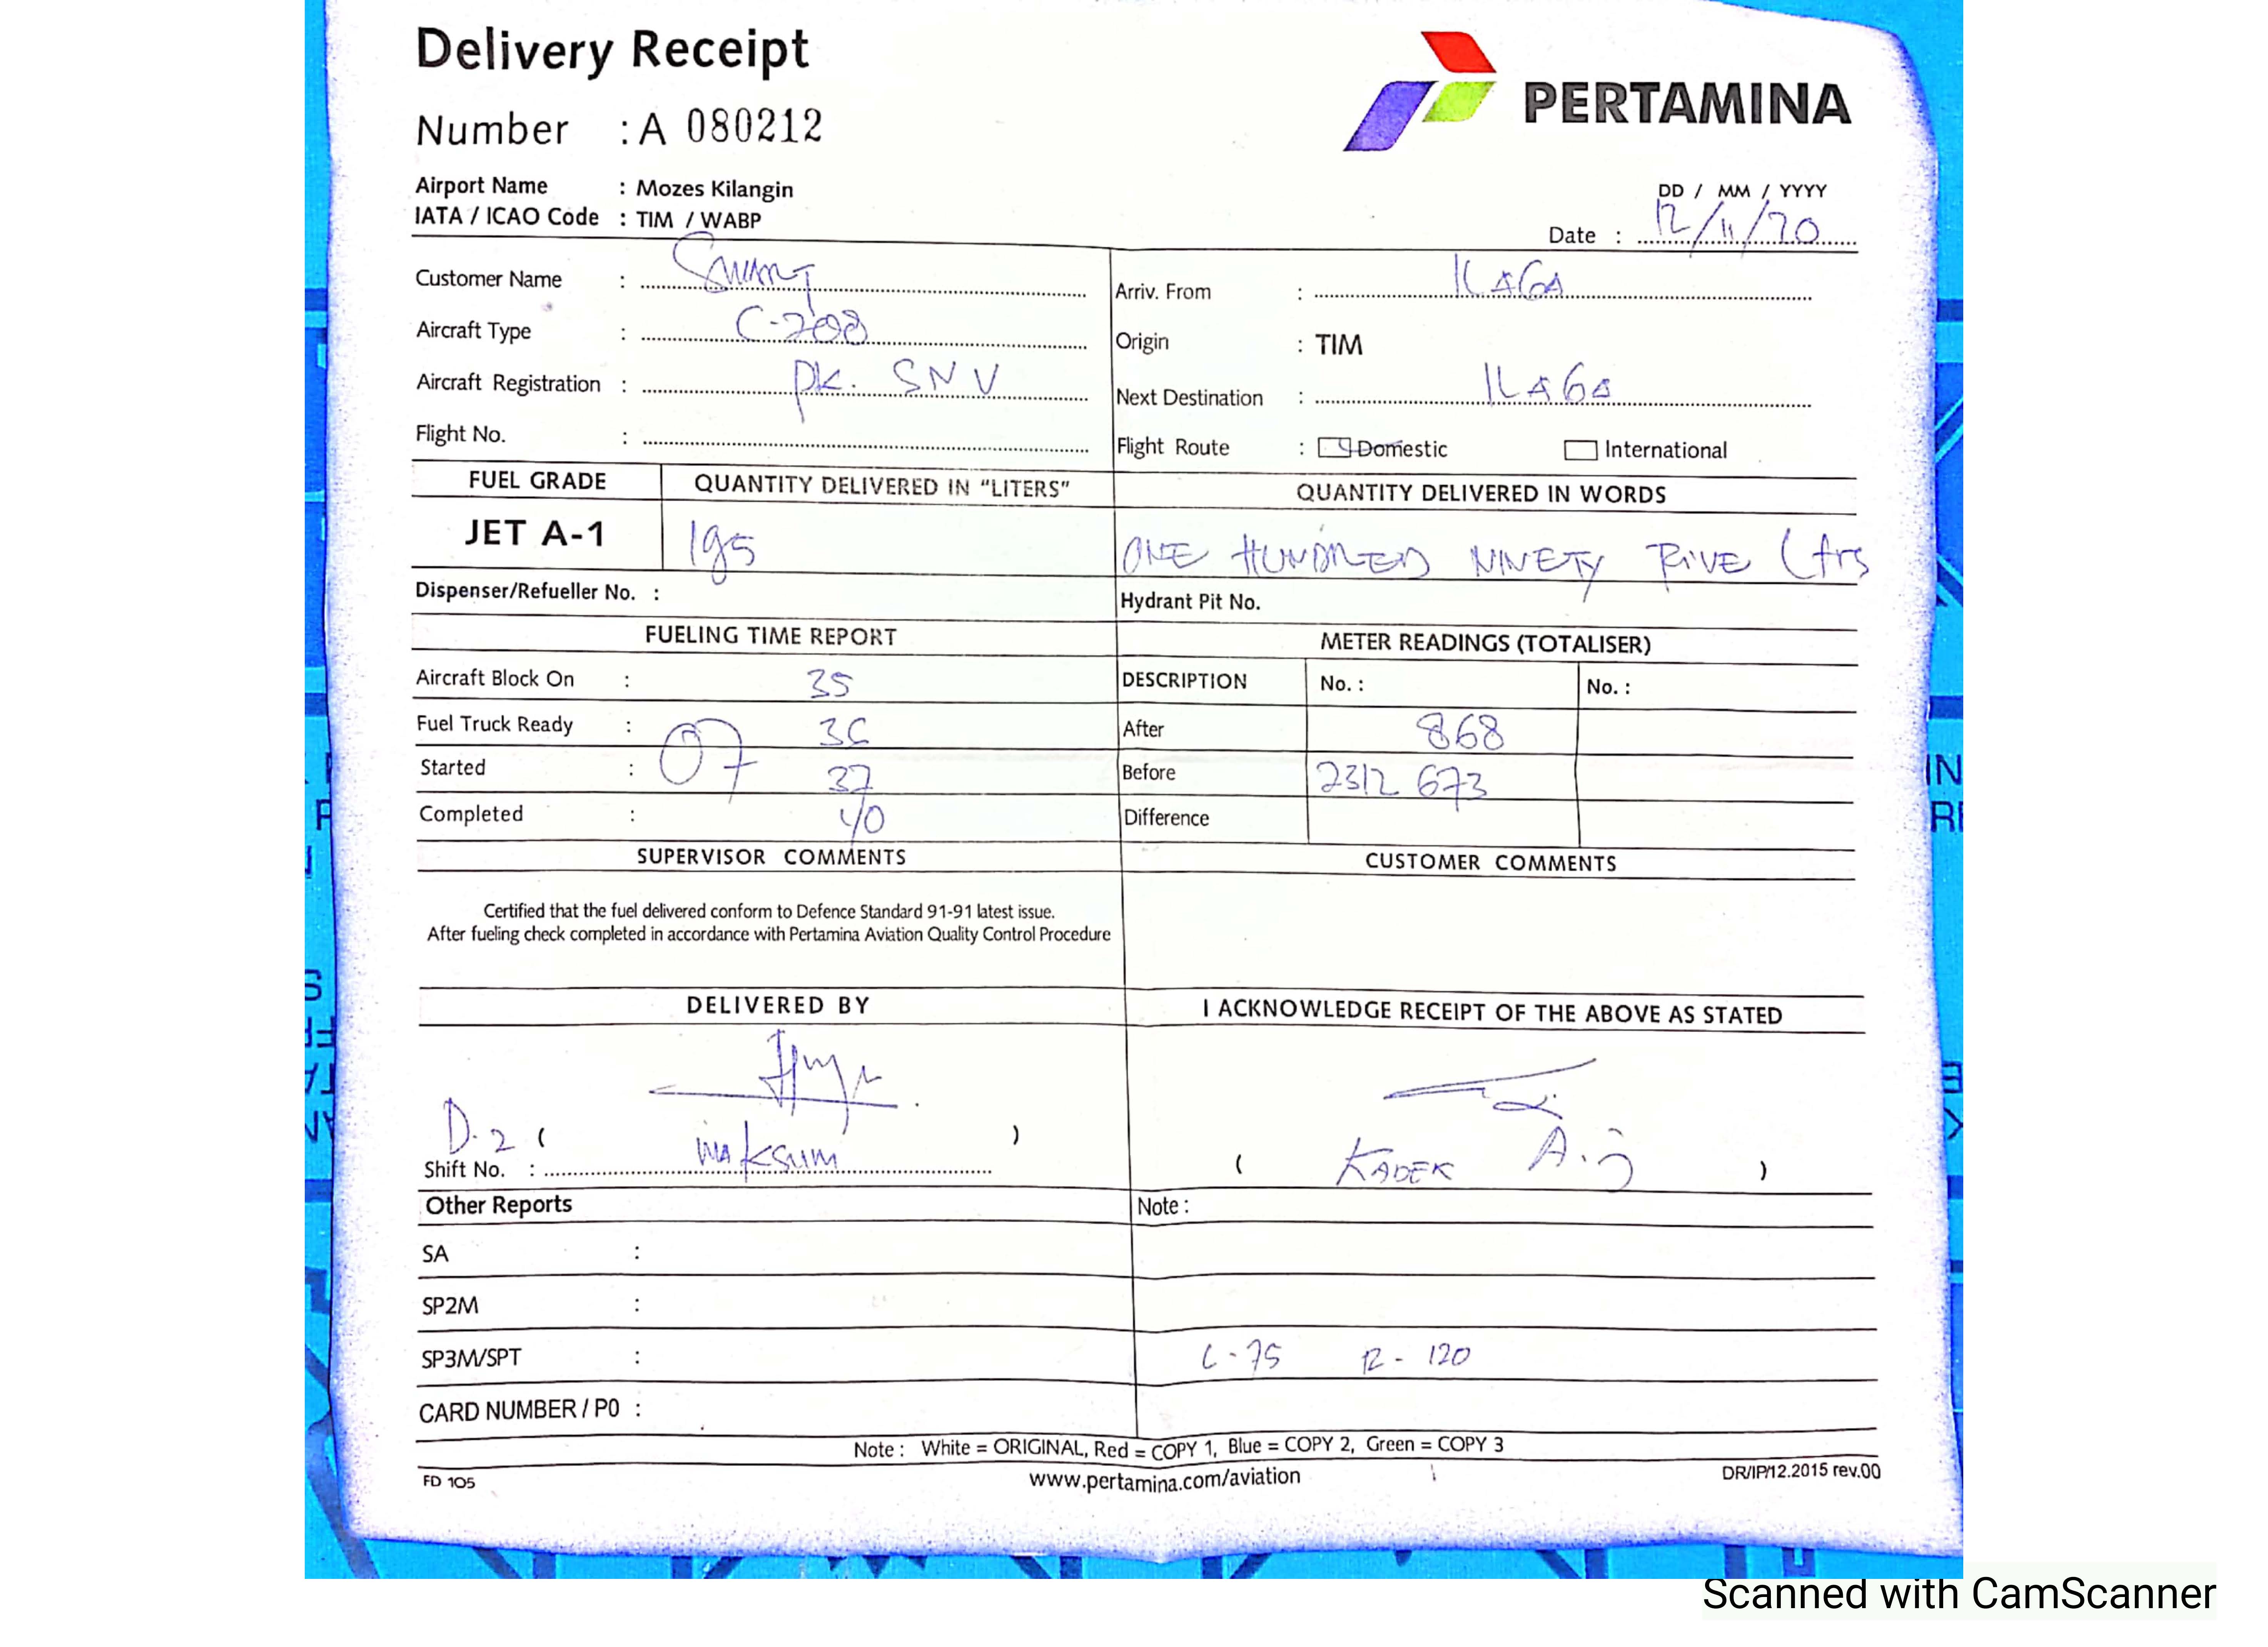 Delivery Receipt
Number : A 080212
PERTAMINA
Airport Name : Mozes Kilangin
IATA / ICAO Code : TIM / WABP
DD / MM / YYYY
Date : 12/11/20
Customer Name : Smart
Aircraft Type : C-208
Aircraft Registration : PK. SNV
Flight No. :
Arriv. From : ILAGA
Origin : TIM
Next Destination : ILAGA
Flight Route : Domestic International
FUEL GRADE QUANTITY DELIVERED IN "LITERS" QUANTITY DELIVERED IN WORDS
JET A-1 195 ONE HUNDRED NINETY FIVE Ltrs
Dispenser/Refueller No. : Hydrant Pit No.
FUELING TIME REPORT METER READINGS (TOTALISER)
Aircraft Block On : 35 DESCRIPTION No. : No. :
Fuel Truck Ready : 36 After 868
Started : 07 37 Before 2312 673
Completed : 40 Difference
SUPERVISOR COMMENTS CUSTOMER COMMENTS
Certified that the fuel delivered conform to Defence Standard 91-91 latest issue.
After fueling check completed in accordance with Pertamina Aviation Quality Control Procedure
DELIVERED BY I ACKNOWLEDGE RECEIPT OF THE ABOVE AS STATED
D-2 ( )
Shift No. : Maksum ( KADEK A. )
Other Reports Note :
SA :
SP2M :
SP3M/SPT : L-75 R-120
CARD NUMBER / PO :
Note : White = ORIGINAL, Red = COPY 1, Blue = COPY 2, Green = COPY 3
FD 105 www.pertamina.com/aviation DR/IP/12.2015 rev.00
Scanned with CamScanner